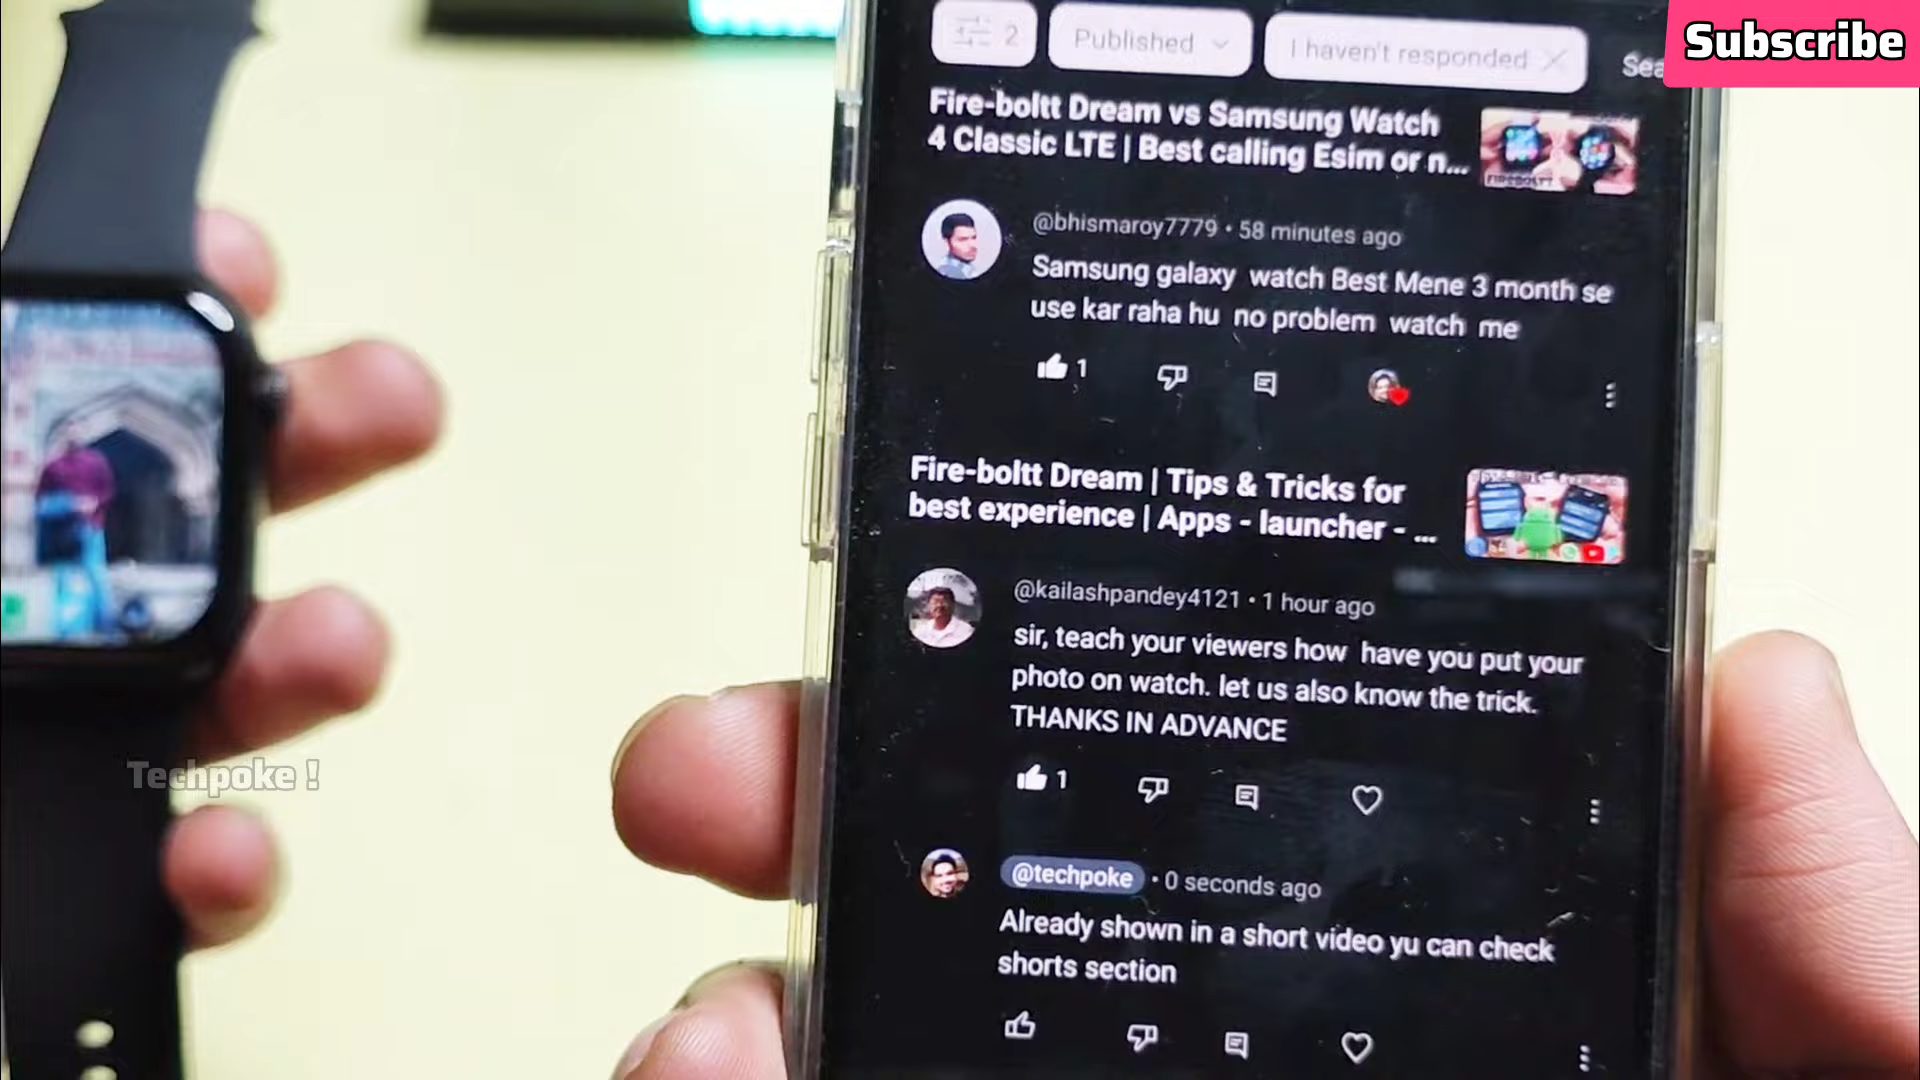 Subscribe
2
Published
I haven't responded
Sea
Fire-boltt Dream vs Samsung Watch
4 Classic LTE | Best calling Esim or n...
FIREBOLTT
@bhismaroy7779 • 58 minutes ago
Samsung galaxy watch Best Mene 3 month se
use kar raha hu no problem watch me
1
Fire-boltt Dream | Tips & Tricks for
best experience | Apps - launcher - ...
@kailashpandey4121 • 1 hour ago
sir, teach your viewers how have you put your
photo on watch. let us also know the trick.
THANKS IN ADVANCE
1
@techpoke • 0 seconds ago
Already shown in a short video yu can check
shorts section
Techpoke !